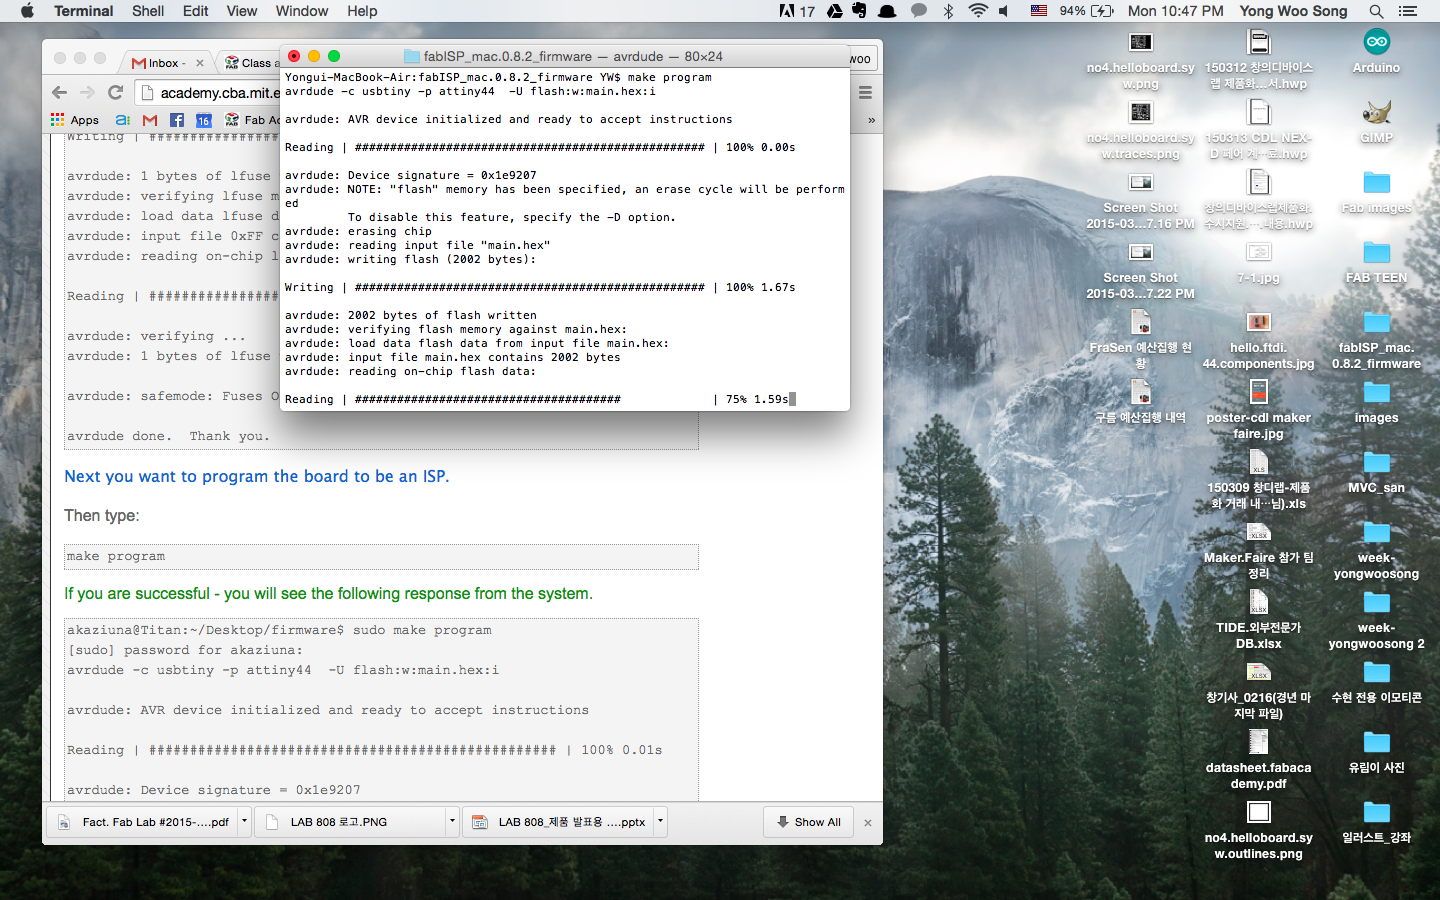 Terminal Shell Edit View Window Help
17 94% Mon 10:47 PM Yong Woo Song
Inbox - × Class a
fabISP_mac.0.8.2_firmware — avrdude — 80×24
woo
academy.cba.mit.e
Apps 16 Fab Ac »
Writing | ################
avrdude: 1 bytes of lfuse
avrdude: verifying lfuse m
avrdude: load data lfuse d
avrdude: input file 0xFF c
avrdude: reading on-chip l
Reading | ################
avrdude: verifying ...
avrdude: 1 bytes of lfuse
avrdude: safemode: Fuses O
avrdude done.  Thank you.
Yongui-MacBook-Air:fabISP_mac.0.8.2_firmware YW$ make program
avrdude -c usbtiny -p attiny44  -U flash:w:main.hex:i
avrdude: AVR device initialized and ready to accept instructions
Reading | ################################################## | 100% 0.00s
avrdude: Device signature = 0x1e9207
avrdude: NOTE: "flash" memory has been specified, an erase cycle will be perform
ed
To disable this feature, specify the -D option.
avrdude: erasing chip
avrdude: reading input file "main.hex"
avrdude: writing flash (2002 bytes):
Writing | ################################################## | 100% 1.67s
avrdude: 2002 bytes of flash written
avrdude: verifying flash memory against main.hex:
avrdude: load data flash data from input file main.hex:
avrdude: input file main.hex contains 2002 bytes
avrdude: reading on-chip flash data:
Reading | ###################################### | 75% 1.59s
Next you want to program the board to be an ISP.
Then type:
make program
If you are successful - you will see the following response from the system.
akaziuna@Titan:~/Desktop/firmware$ sudo make program
[sudo] password for akaziuna:
avrdude -c usbtiny -p attiny44  -U flash:w:main.hex:i
avrdude: AVR device initialized and ready to accept instructions
Reading | ################################################## | 100% 0.01s
avrdude: Device signature = 0x1e9207
Fact. Fab Lab #2015-....pdf LAB 808 로고.PNG LAB 808_제품 발표용 ....pptx Show All ×
no4.helloboard.sy
w.png
no4.helloboard.sy
w.traces.png
Screen Shot
2015-03...7.16 PM
Screen Shot
2015-03...7.22 PM
FraSen 예산집행 현
황
구름 예산집행 내역
150312 창의디바이스
랩 제품화...서.hwp
150313 CDL NEX-
D 페어 계…료.hwp
창의디바이스랩제품화.
수시지원.…내용.hwp
7-1.jpg
hello.ftdi.
44.components.jpg
poster-cdl maker
faire.jpg
XLS
150309 창디랩-제품
화 거래 내…님).xls
XLSX
Maker.Faire 참가 팀
정리
XLSX
TIDE.외부전문가
DB.xlsx
XLSX
창기사_0216(경년 마
지막 파일)
datasheet.fabaca
demy.pdf
no4.helloboard.sy
w.outlines.png
Arduino
GIMP
Fab images
FAB TEEN
fabISP_mac.
0.8.2_firmware
images
MVC_san
week-
yongwoosong
week-
yongwoosong 2
수현 전용 이모티콘
유림이 사진
일러스트_강좌